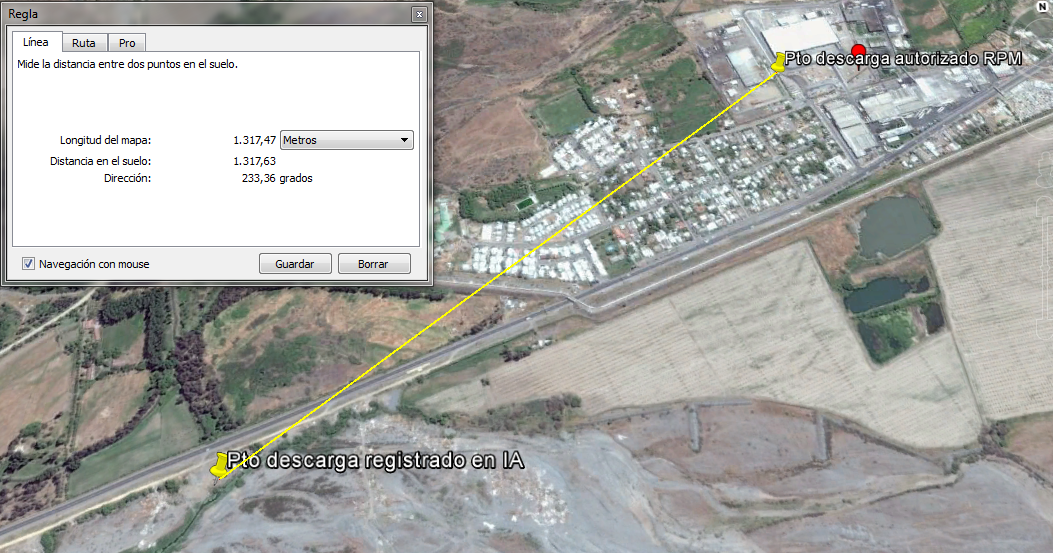 Regla
Línea
Ruta
Pro
Mide la distancia entre dos puntos en el suelo.
Longitud del mapa: 1.317,47 Metros
Distancia en el suelo: 1.317,63
Dirección: 233,36 grados
Navegación con mouse
Guardar
Borrar
N
Pto descarga autorizado RPM
Pto descarga registrado en IA